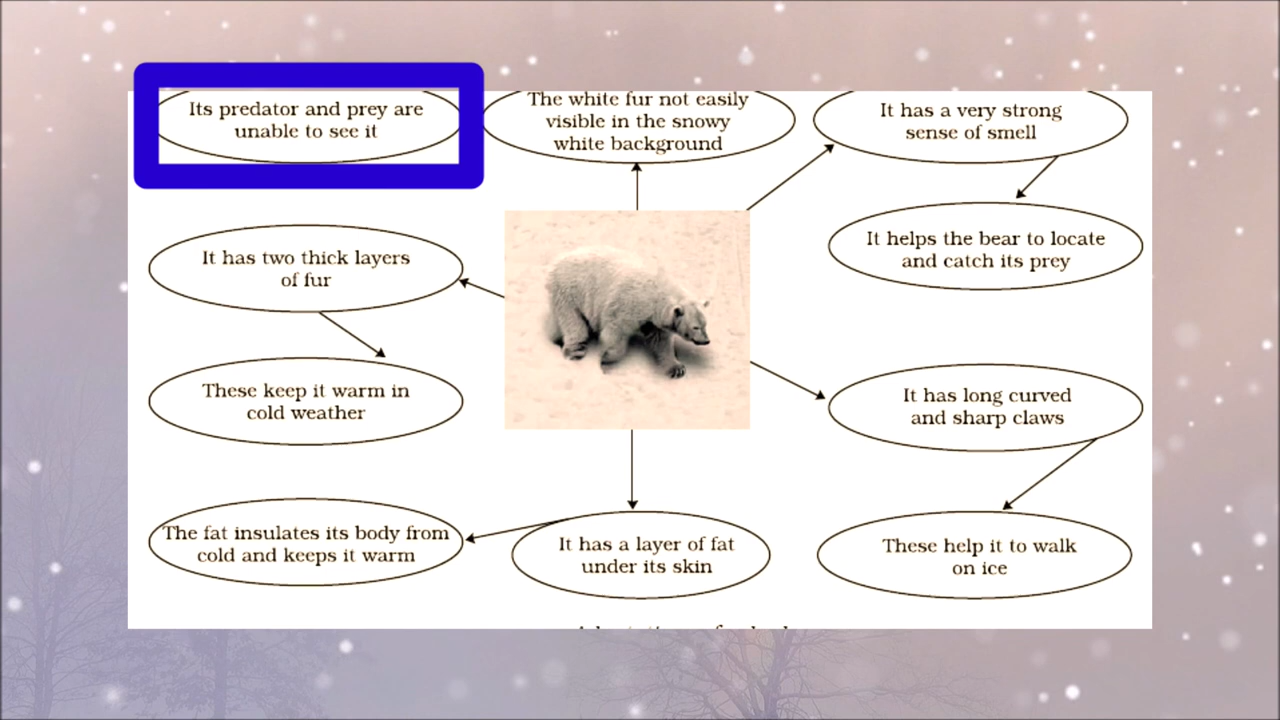 Its predator and prey are
unable to see it
The white fur not easily
visible in the snowy
white background
It has a very strong
sense of smell
It helps the bear to locate
and catch its prey
It has two thick layers
of fur
These keep it warm in
cold weather
It has long curved
and sharp claws
The fat insulates its body from
cold and keeps it warm
It has a layer of fat
under its skin
These help it to walk
on ice